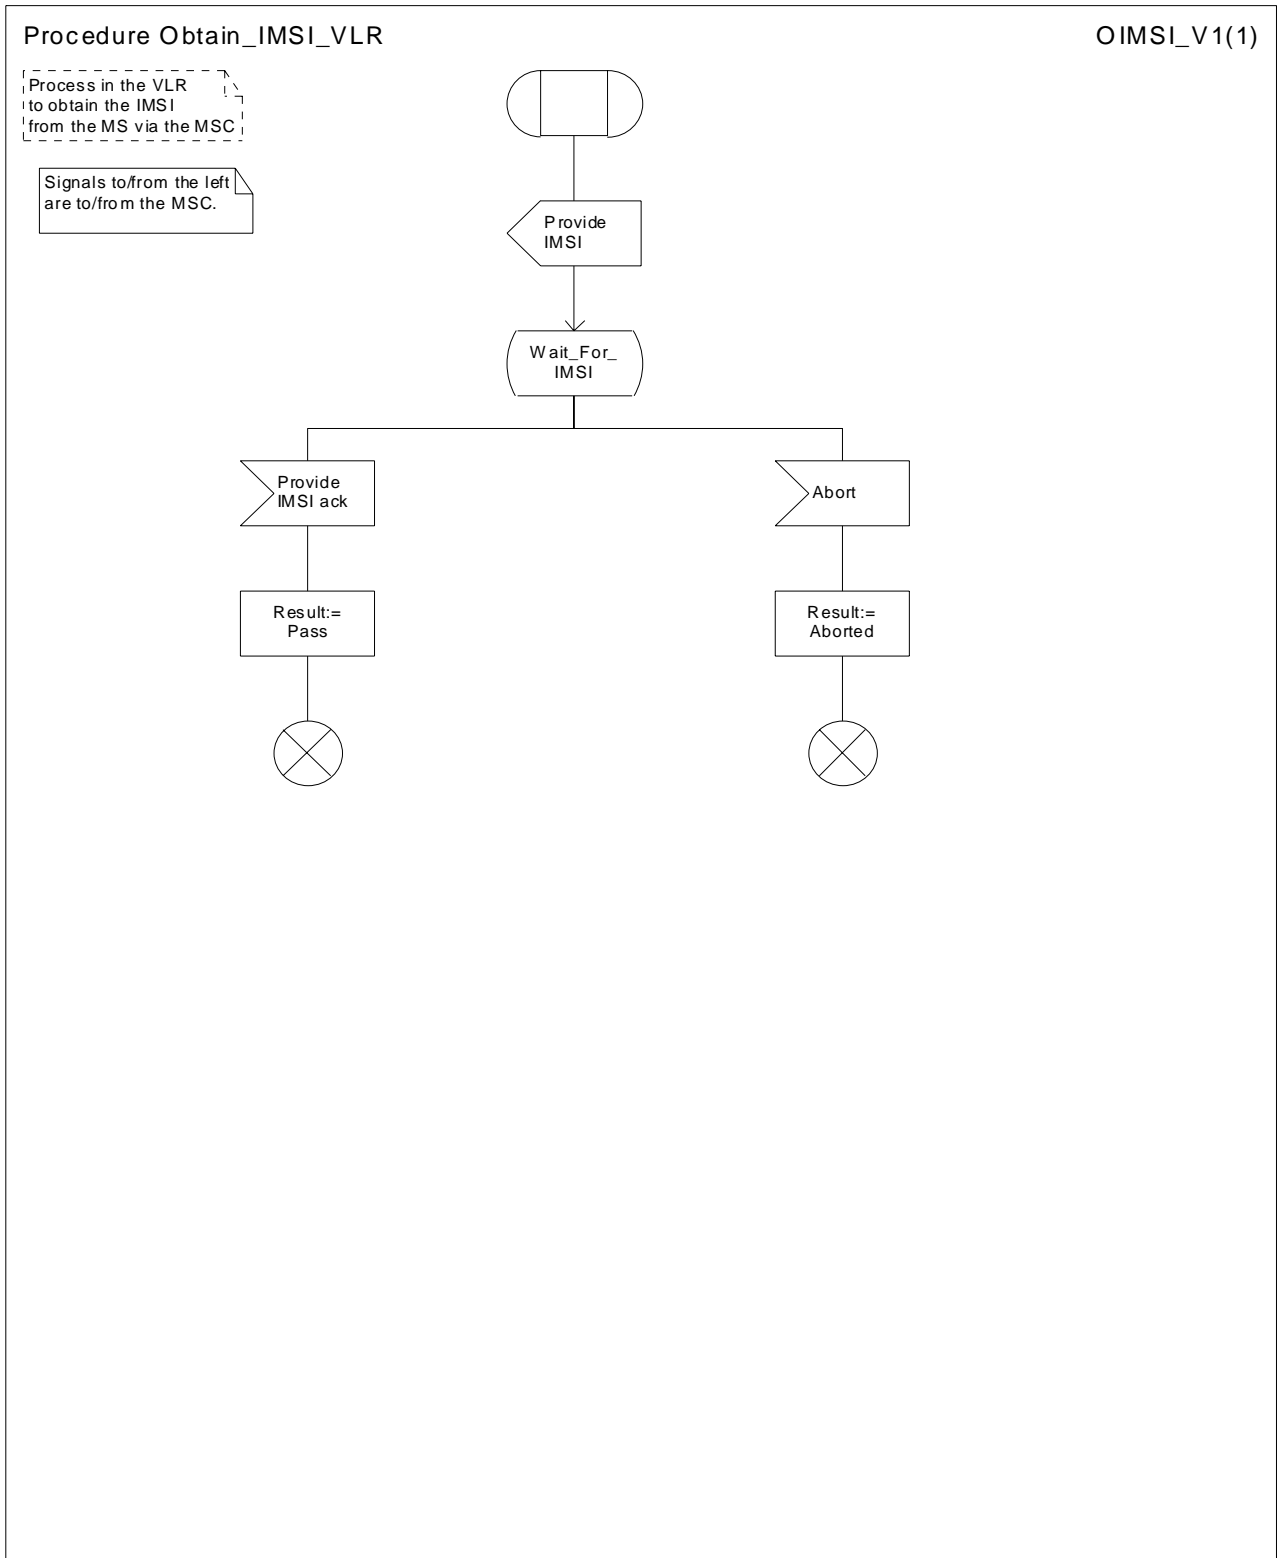 Procedure Obtain_IMSI_VLR
OIMSI_V1(1)
Process in the VLR
to obtain the IMSI
from the MS via the MSC
Signals to/from the left
are to/from the MSC.
Provide
IMSI
Wait_For_
IMSI
Provide
IMSI ack
Abort
Result:=
Pass
Result:=
Aborted